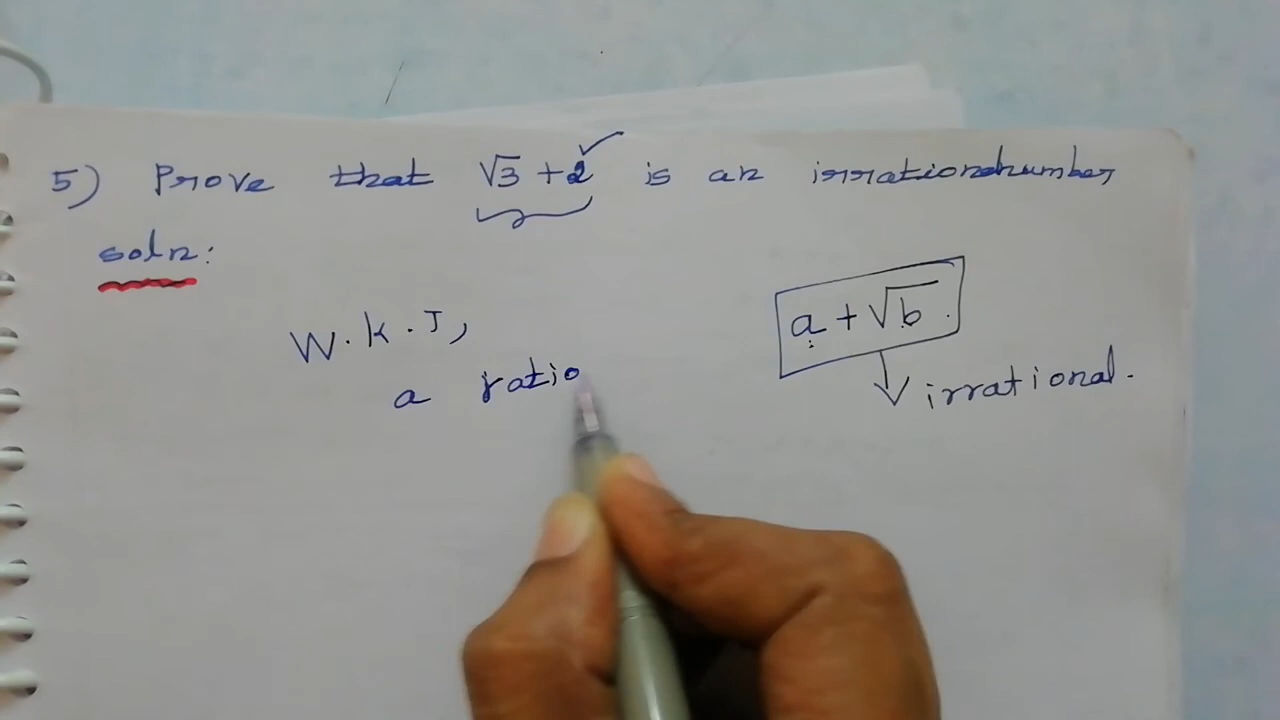 5) Prove that √3 + 2 is an irrationalnumber
soln:
a + √b .
W.K.T,
irrational.
a ratio